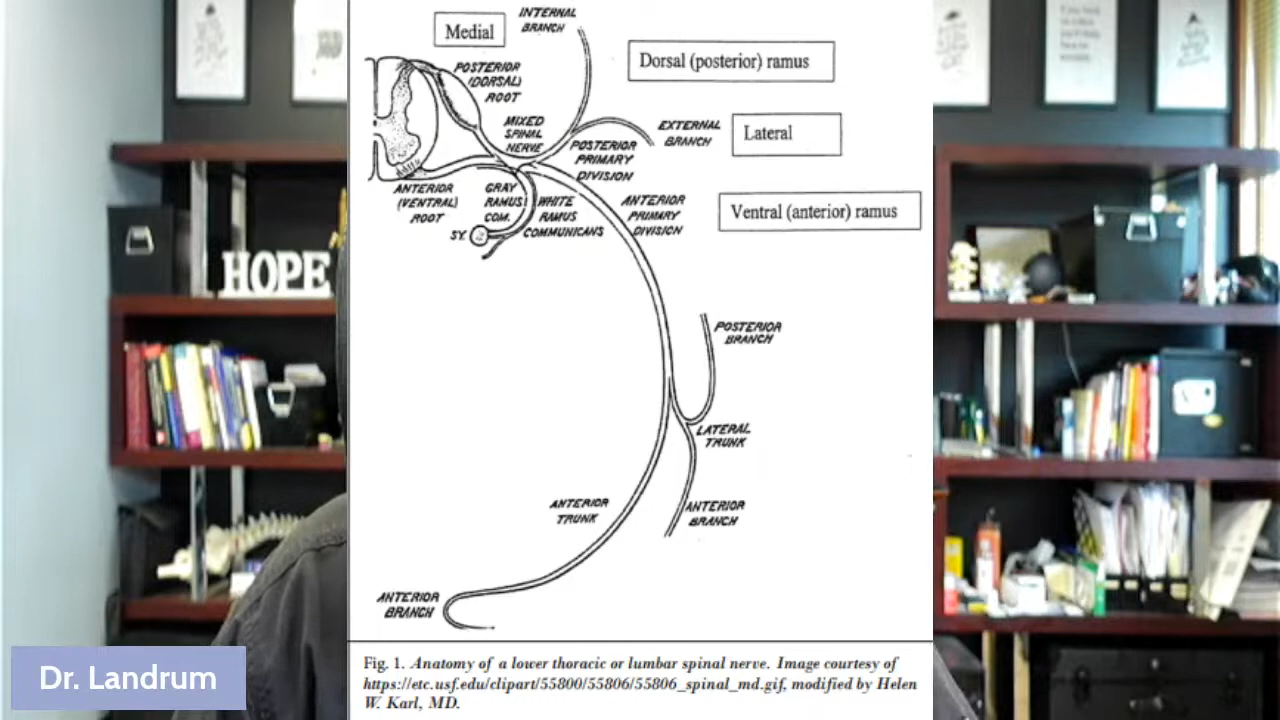 INTERNAL
BRANCH
Medial
Dorsal (posterior) ramus
POSTERIOR
(DORSAL)
ROOT
MIXED
SPINAL
NERVE
EXTERNAL
BRANCH
Lateral
POSTERIOR
PRIMARY
DIVISION
ANTERIOR
(VENTRAL)
ROOT
GRAY
RAMUS
COM.
WHITE
RAMUS
COMMUNICANS
ANTERIOR
PRIMARY
DIVISION
Ventral (anterior) ramus
SY.
HOPE
POSTERIOR
BRANCH
LATERAL
TRUNK
ANTERIOR
TRUNK
ANTERIOR
BRANCH
ANTERIOR
BRANCH
Fig. 1. Anatomy of a lower thoracic or lumbar spinal nerve. Image courtesy of
https://etc.usf.edu/clipart/55800/55806/55806_spinal_md.gif, modified by Helen
W. Karl, MD.
Dr. Landrum